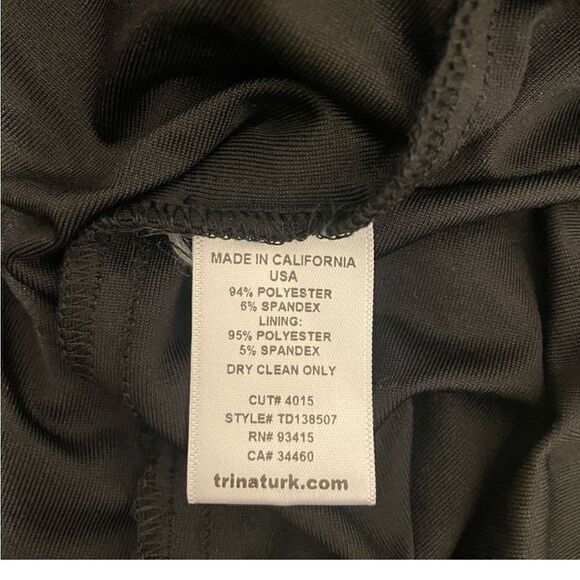 MADE IN CALIFORNIA
USA
94% POLYESTER
6% SPANDEX
LINING:
95% POLYESTER
5% SPANDEX
DRY CLEAN ONLY
CUT# 4015
STYLE# TD138507
RN# 93415
CA# 34460
trinaturk.com